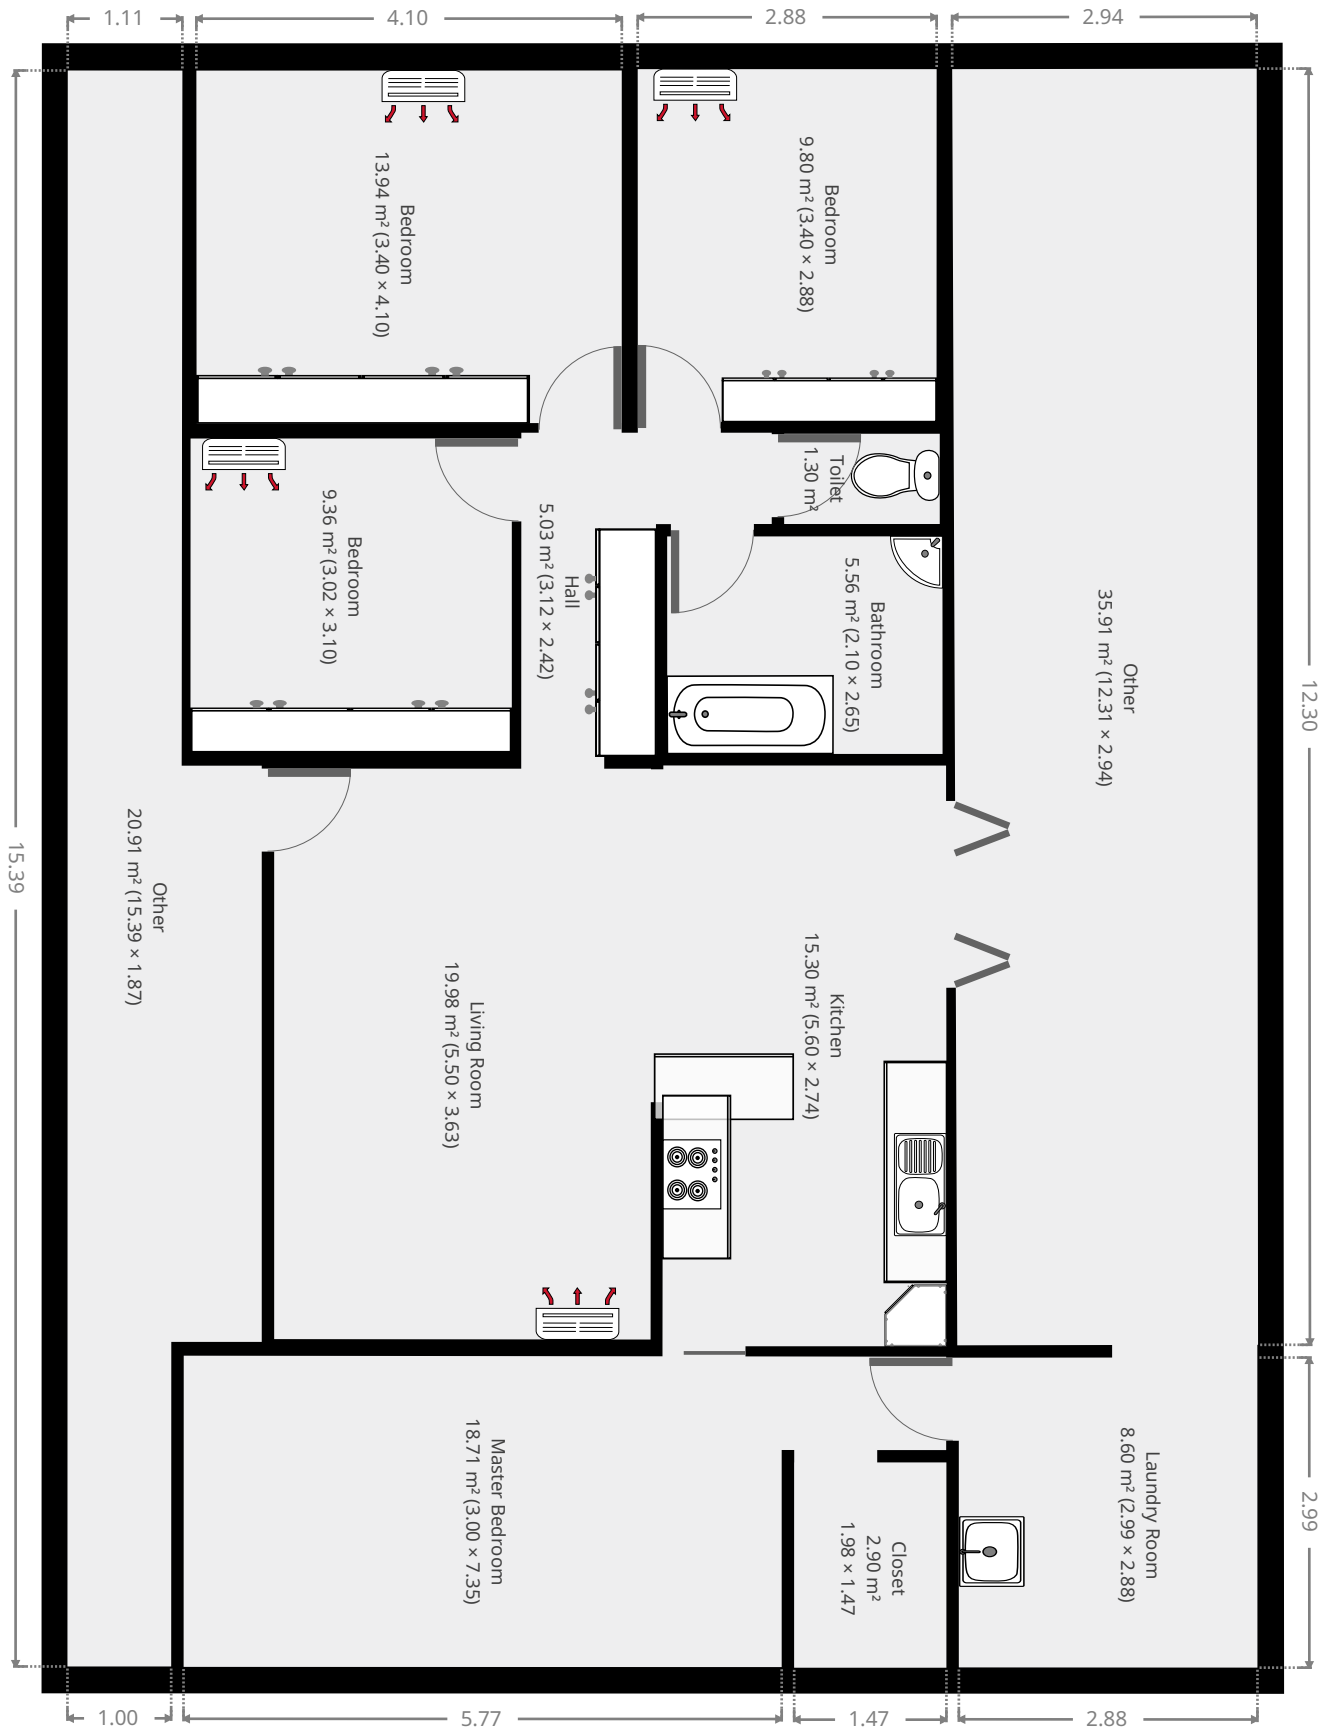 1.11
4.10
2.88
2.94
Bedroom
13.94 m² (3.40 × 4.10)
Bedroom
9.80 m² (3.40 × 2.88)
Toilet
1.30 m²
Bedroom
9.36 m² (3.02 × 3.10)
Hall
5.03 m² (3.12 × 2.42)
Bathroom
5.56 m² (2.10 × 2.65)
Other
35.91 m² (12.31 × 2.94)
12.30
15.39
Other
20.91 m² (15.39 × 1.87)
Living Room
19.98 m² (5.50 × 3.63)
Kitchen
15.30 m² (5.60 × 2.74)
Master Bedroom
18.71 m² (3.00 × 7.35)
Closet
2.90 m²
1.98 × 1.47
Laundry Room
8.60 m² (2.99 × 2.88)
2.99
1.00
5.77
1.47
2.88